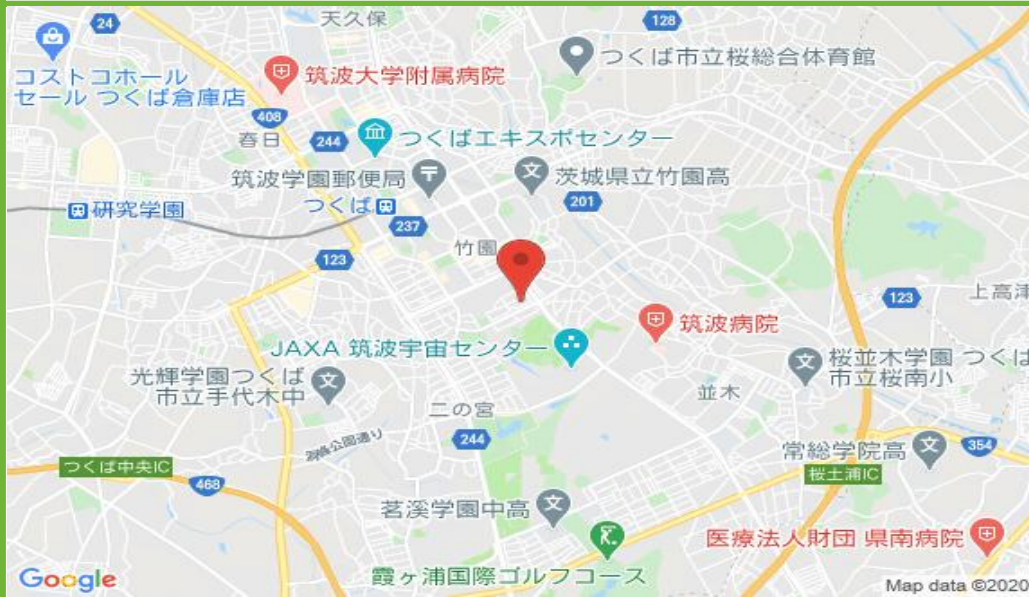 24
天久保
128
コストコホール
セール つくば倉庫店
筑波大学附属病院
つくば市立桜総合体育館
408
春日
244
つくばエキスポセンター
筑波学園郵便局
茨城県立竹園高
研究学園
つくば
201
237
竹園
123
123
上高津
JAXA 筑波宇宙センター
筑波病院
光輝学園つくば
市立手代木中
桜並木学園 つくば
市立桜南小
並木
二の宮
244
つくば中央IC
468
常総学院高
354
桜土浦IC
茗溪学園中高
医療法人財団 県南病院
霞ヶ浦国際ゴルフコース
Google
Map data ©2020